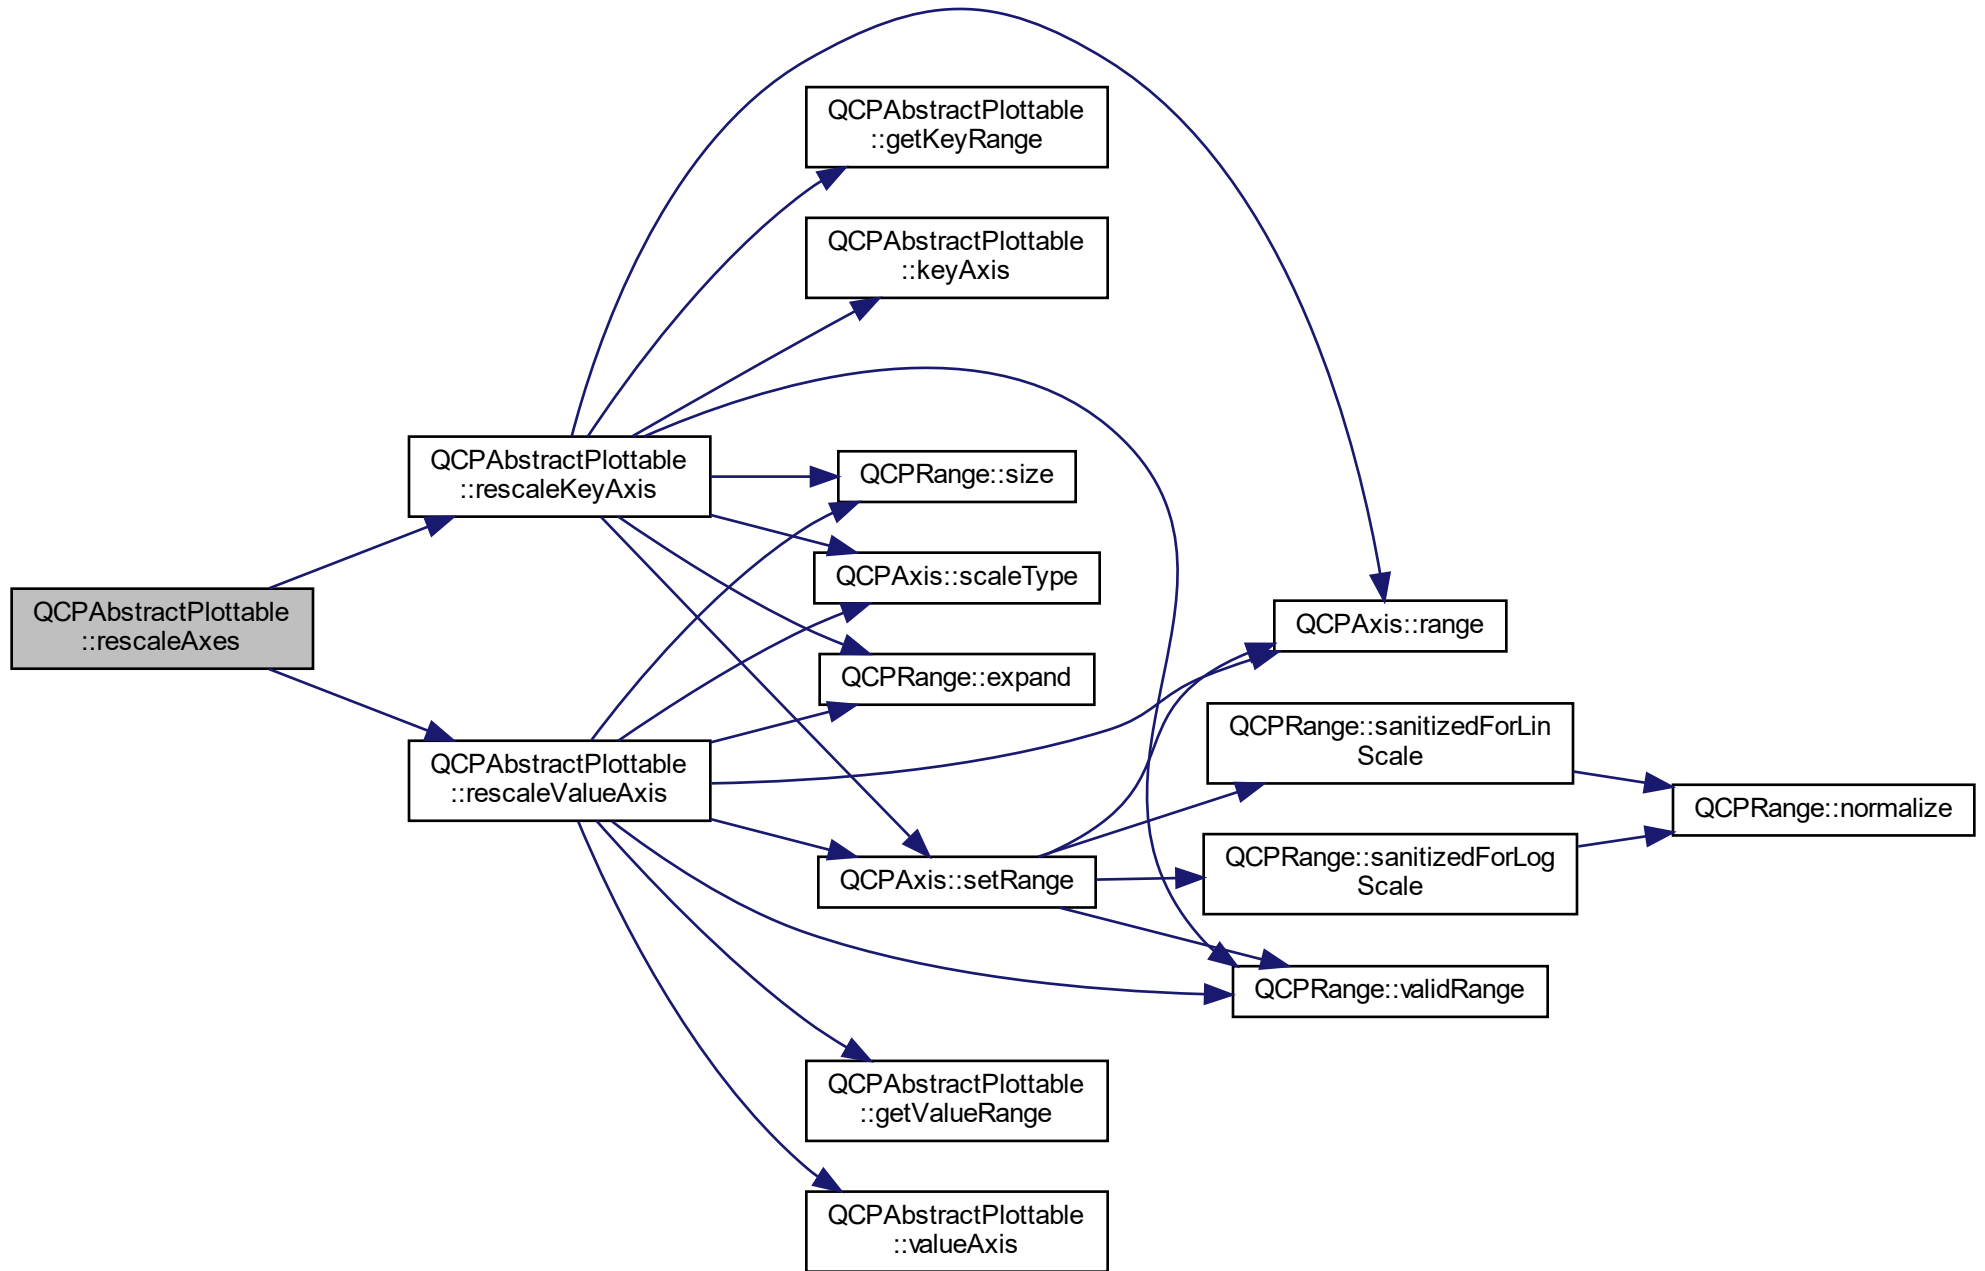 QCPAbstractPlottable
::rescaleAxes
QCPAbstractPlottable
::rescaleKeyAxis
QCPAbstractPlottable
::rescaleValueAxis
QCPAbstractPlottable
::getKeyRange
QCPAbstractPlottable
::keyAxis
QCPRange::size
QCPAxis::scaleType
QCPRange::expand
QCPAxis::setRange
QCPAbstractPlottable
::getValueRange
QCPAbstractPlottable
::valueAxis
QCPAxis::range
QCPRange::sanitizedForLin
Scale
QCPRange::sanitizedForLog
Scale
QCPRange::validRange
QCPRange::normalize